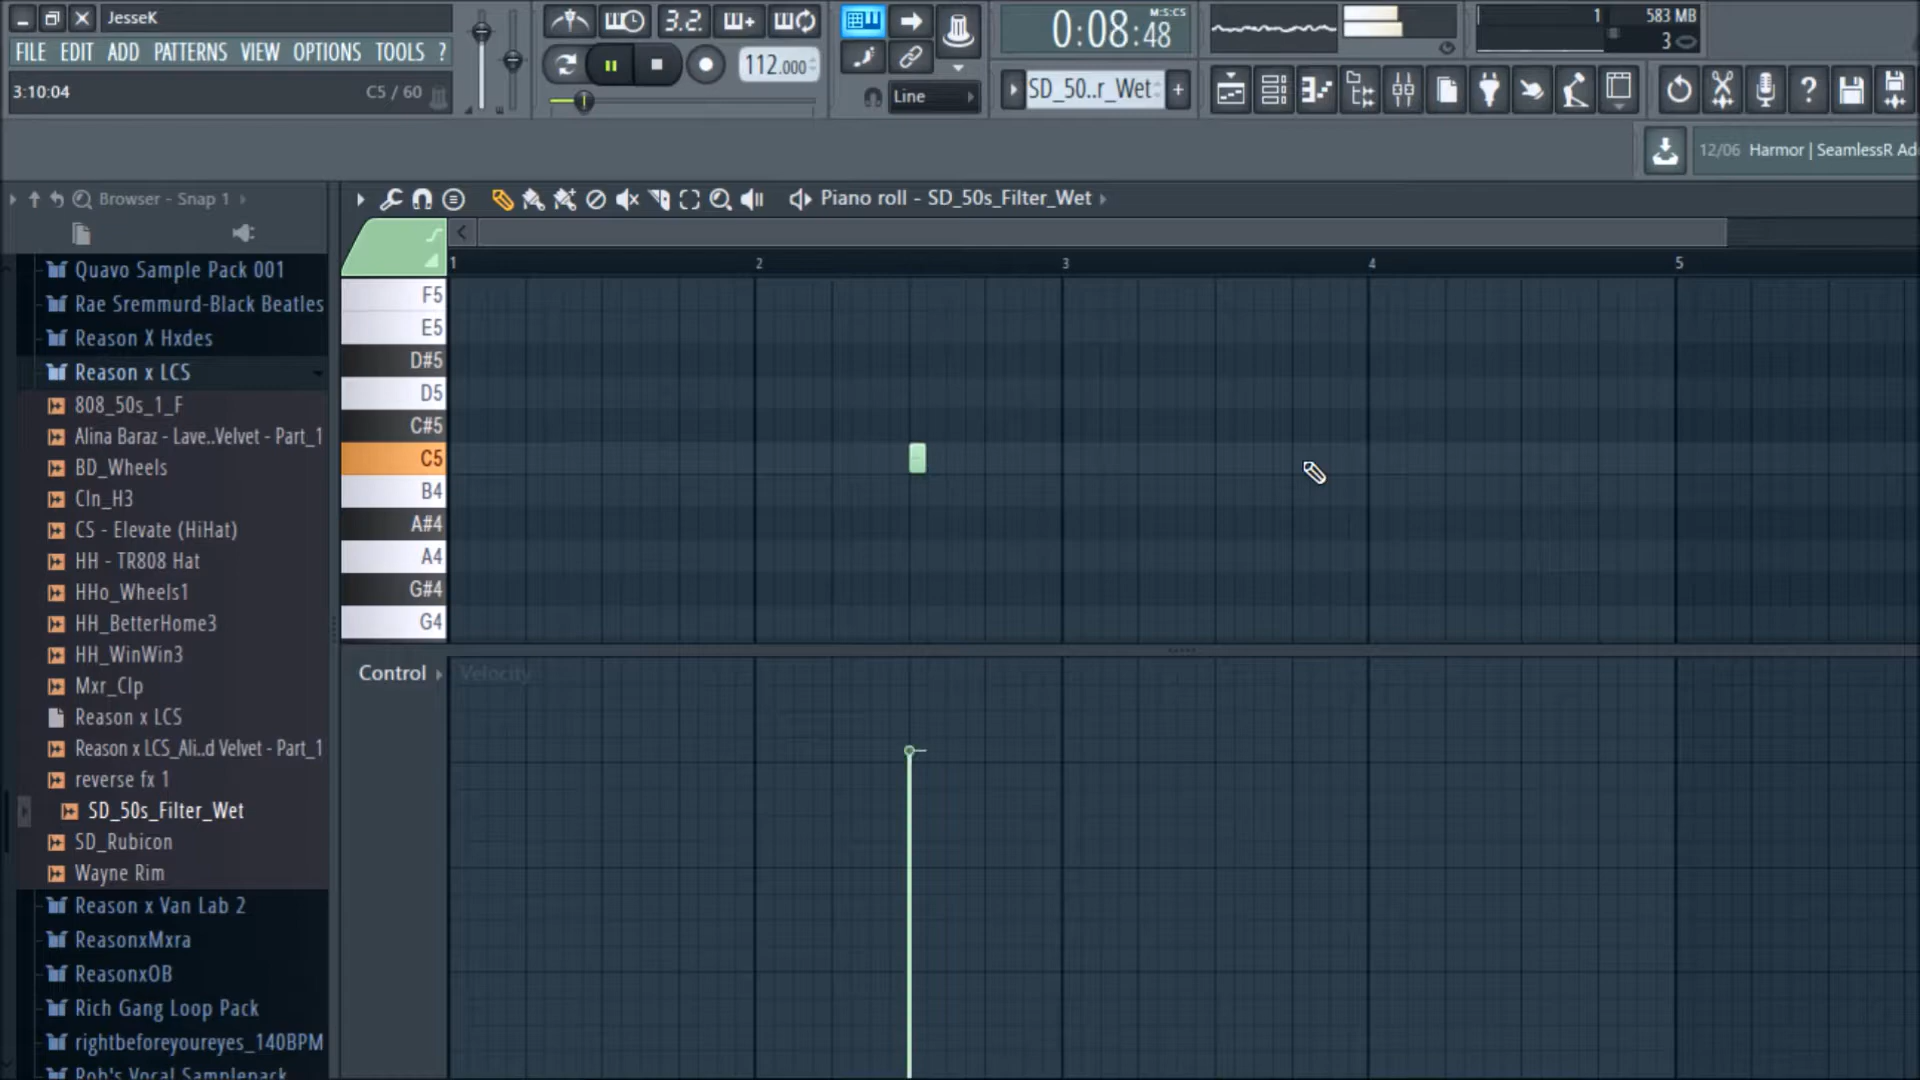 JesseK
FILE EDIT ADD PATTERNS VIEW OPTIONS TOOLS ?
3:10:04 C5 / 60
3.2.
112.000
Line
0:08:48
M:S:CS
SD_50..r_Wet
1
583 MB
3
12/06 Harmor | SeamlessR Ad
Browser - Snap 1
Piano roll - SD_50s_Filter_Wet
Quavo Sample Pack 001
Rae Sremmurd-Black Beatles
Reason X Hxdes
Reason x LCS
808_50s_1_F
Alina Baraz - Lave..Velvet - Part_1
BD_Wheels
Cln_H3
CS - Elevate (HiHat)
HH - TR808 Hat
HHo_Wheels1
HH_BetterHome3
HH_WinWin3
Mxr_Clp
Reason x LCS
Reason x LCS_Ali..d Velvet - Part_1
reverse fx 1
SD_50s_Filter_Wet
SD_Rubicon
Wayne Rim
Reason x Van Lab 2
ReasonxMxra
ReasonxOB
Rich Gang Loop Pack
rightbeforeyoureyes_140BPM
Rob's Vocal Samplepack
1 2 3 4 5
F5
E5
D#5
D5
C#5
C5
B4
A#4
A4
G#4
G4
Control
Velocity